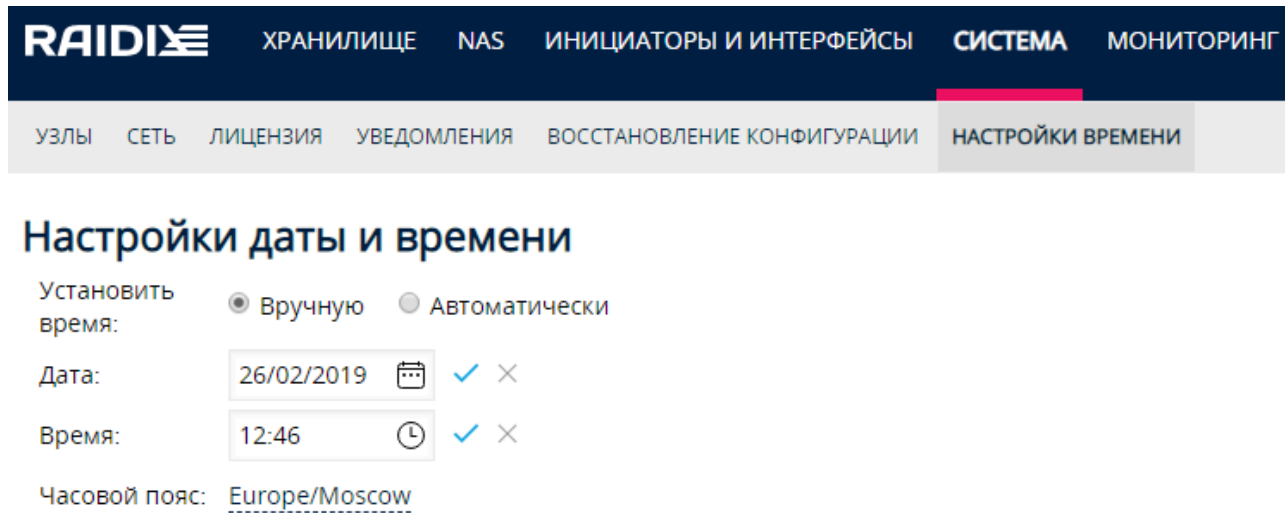 RAIDIX ХРАНИЛИЩЕ NAS ИНИЦИАТОРЫ И ИНТЕРФЕЙСЫ СИСТЕМА МОНИТОРИНГ
УЗЛЫ СЕТЬ ЛИЦЕНЗИЯ УВЕДОМЛЕНИЯ ВОССТАНОВЛЕНИЕ КОНФИГУРАЦИИ НАСТРОЙКИ ВРЕМЕНИ
Настройки даты и времени
Установить
время: Вручную Автоматически
Дата: 26/02/2019
Время: 12:46
Часовой пояс: Europe/Moscow